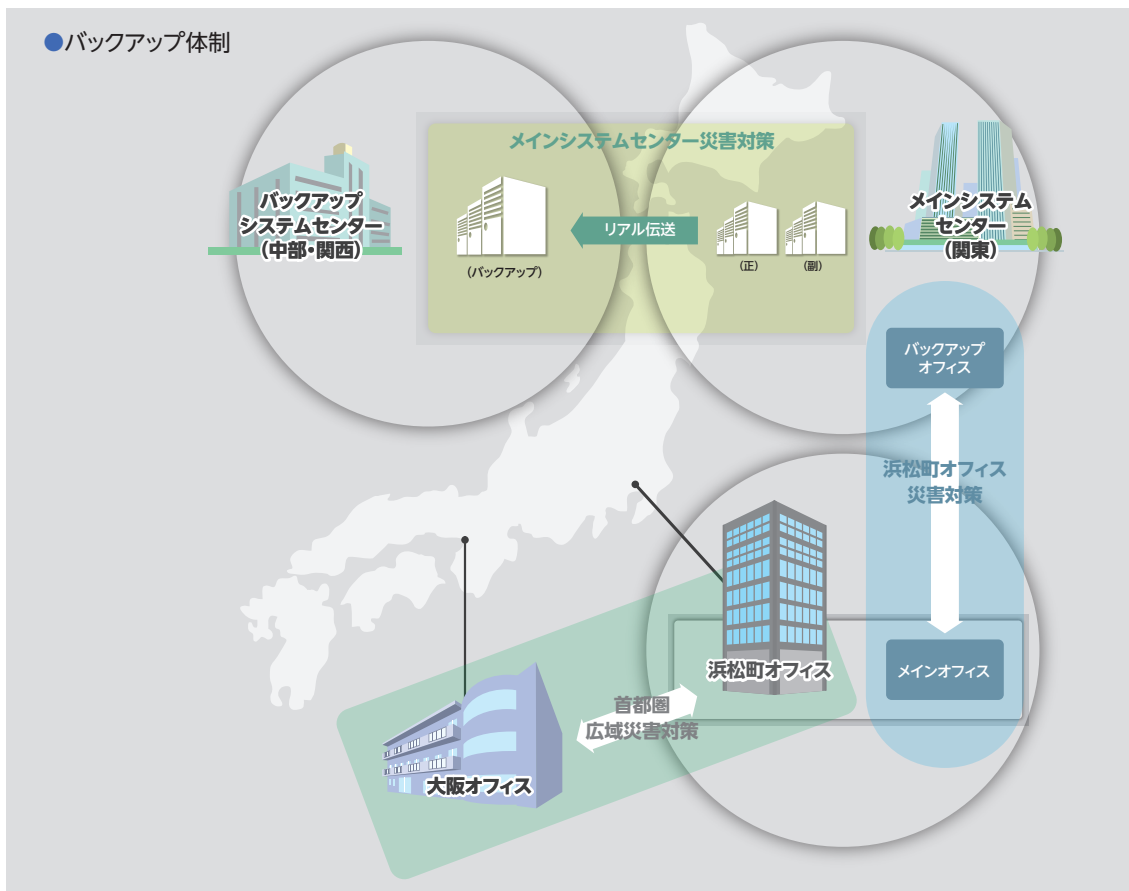 ●バックアップ体制
メインシステムセンター災害対策
バックアップ
システムセンター
(中部・関西)
リアル伝送
(バックアップ)
(正)
(副)
メインシステム
センター
(関東)
バックアップ
オフィス
浜松町オフィス
災害対策
メインオフィス
浜松町オフィス
首都圏
広域災害対策
大阪オフィス